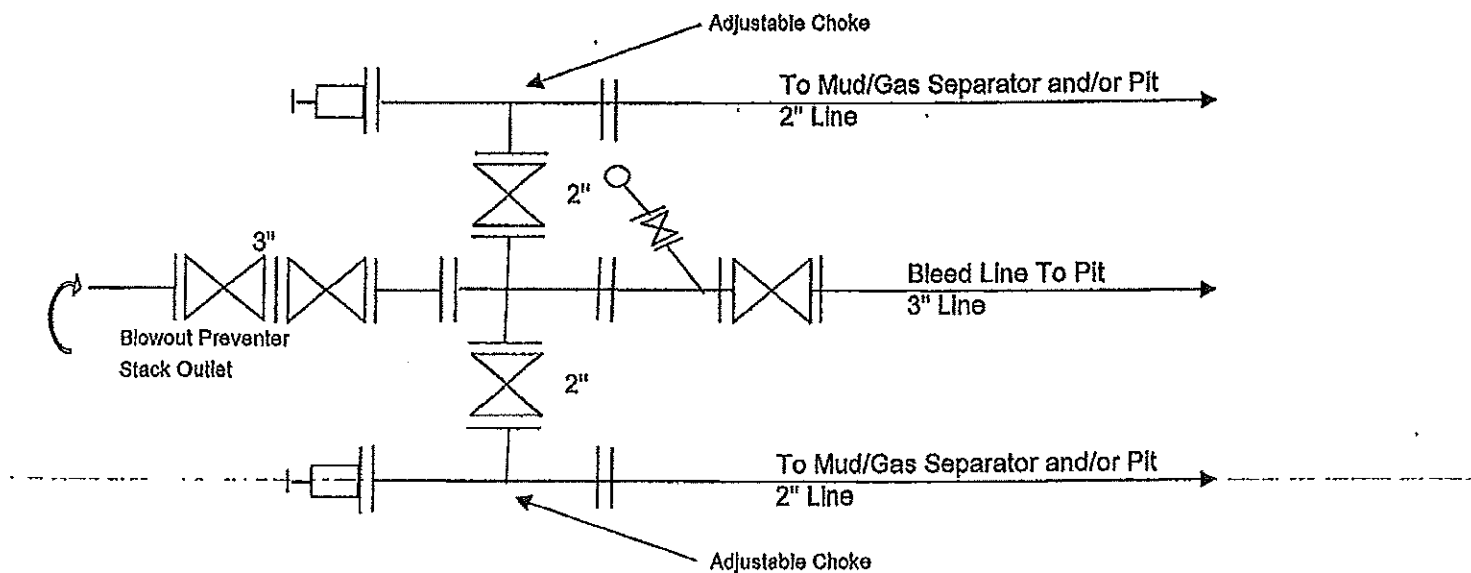 Adjustable Choke
To Mud/Gas Separator and/or Pit
2" Line
2"
3"
Bleed Line To Pit
3" Line
Blowout Preventer
Stack Outlet
2"
To Mud/Gas Separator and/or Pit
2" Line
Adjustable Choke